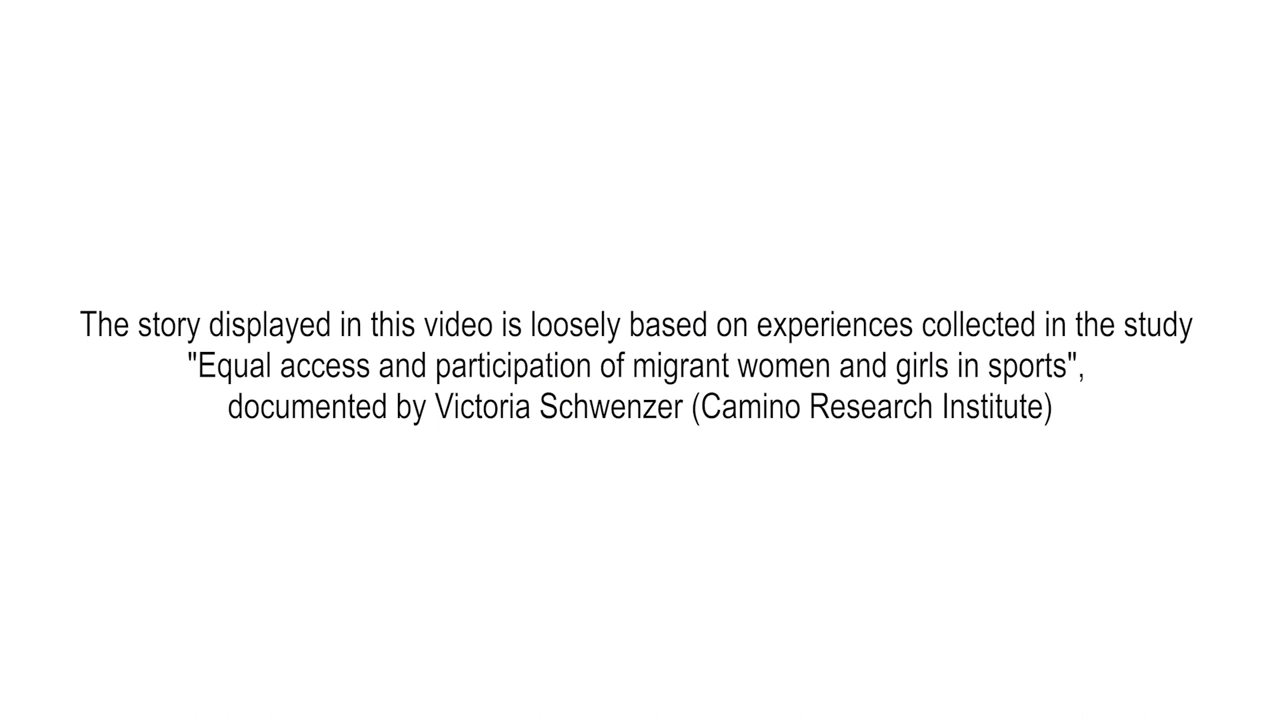 The story displayed in this video is loosely based on experiences collected in the study
"Equal access and participation of migrant women and girls in sports",
documented by Victoria Schwenzer (Camino Research Institute)